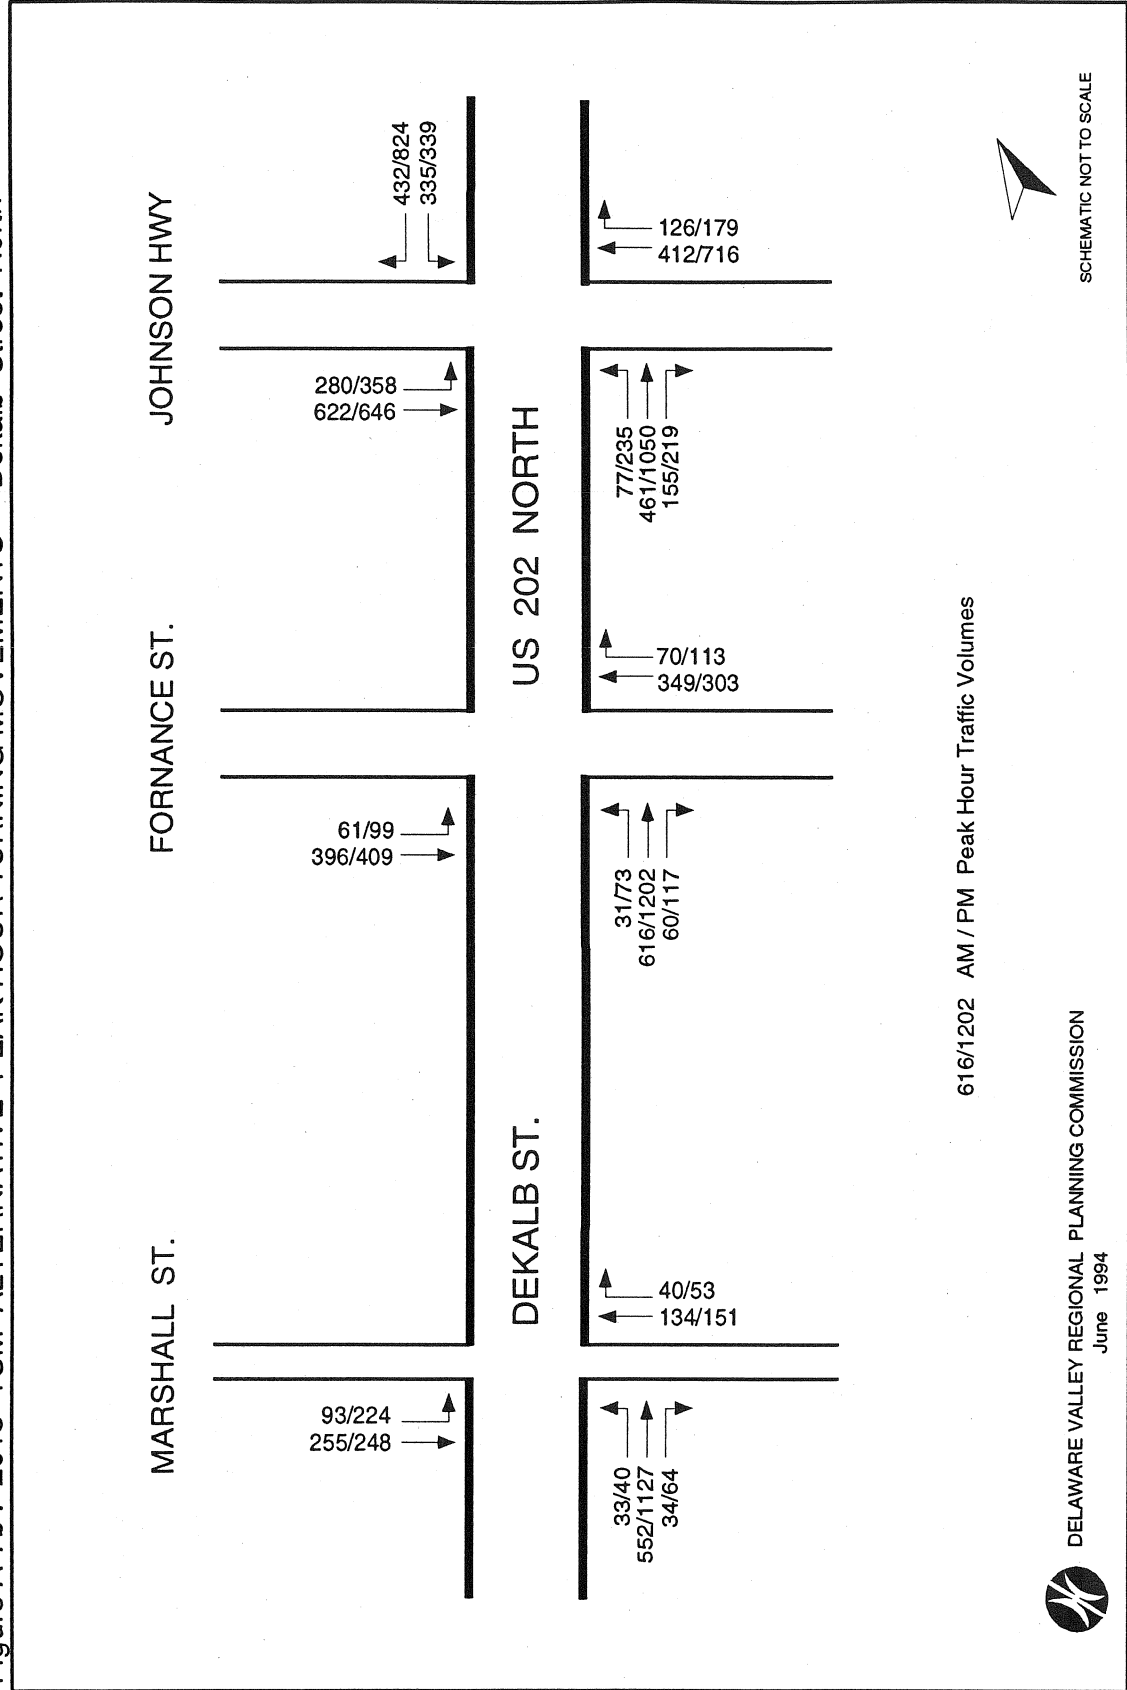 MARSHALL ST.
FORNANCE ST.
JOHNSON HWY
93/224
255/248
61/99
396/409
280/358
622/646
432/824
335/339
DEKALB ST.
US 202 NORTH
33/40
552/1127
34/64
40/53
134/151
31/73
616/1202
60/117
70/113
349/303
77/235
461/1050
155/219
126/179
412/716
616/1202 AM / PM Peak Hour Traffic Volumes
DELAWARE VALLEY REGIONAL PLANNING COMMISSION
June 1994
SCHEMATIC NOT TO SCALE